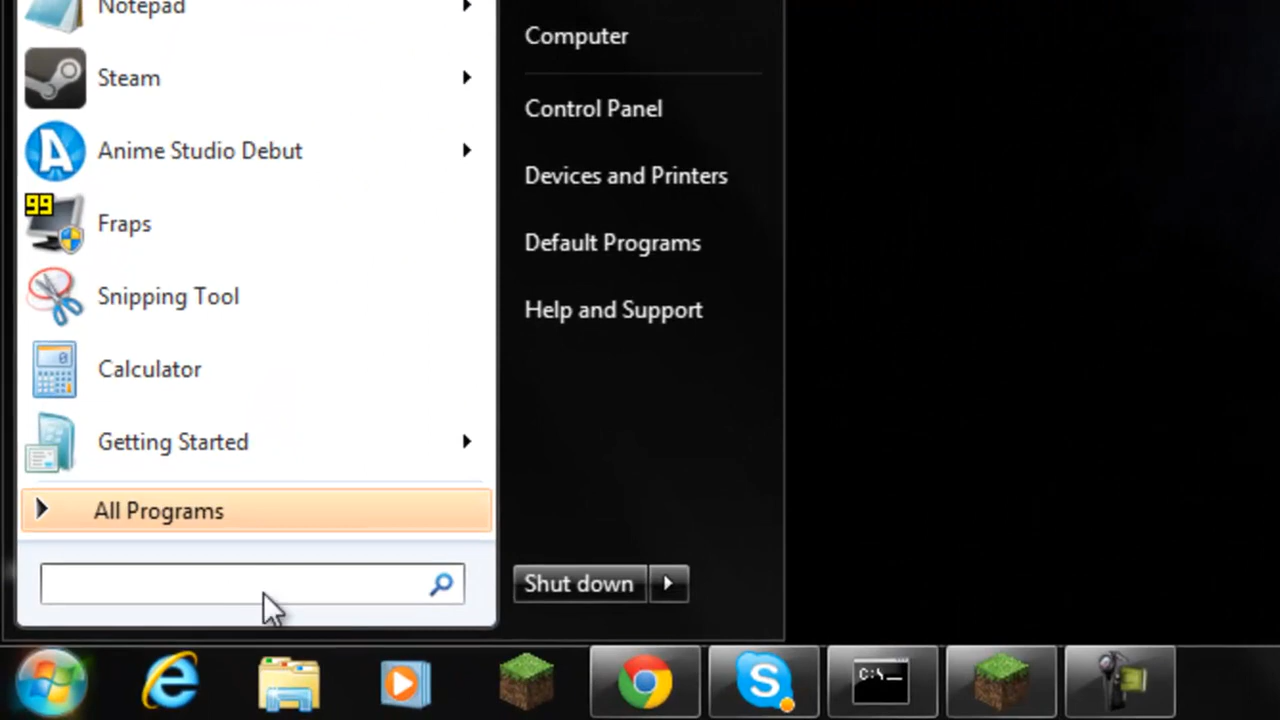 Notepad
Steam
Anime Studio Debut
99
Fraps
Snipping Tool
Calculator
Getting Started
All Programs
Computer
Control Panel
Devices and Printers
Default Programs
Help and Support
Shut down
C:\_